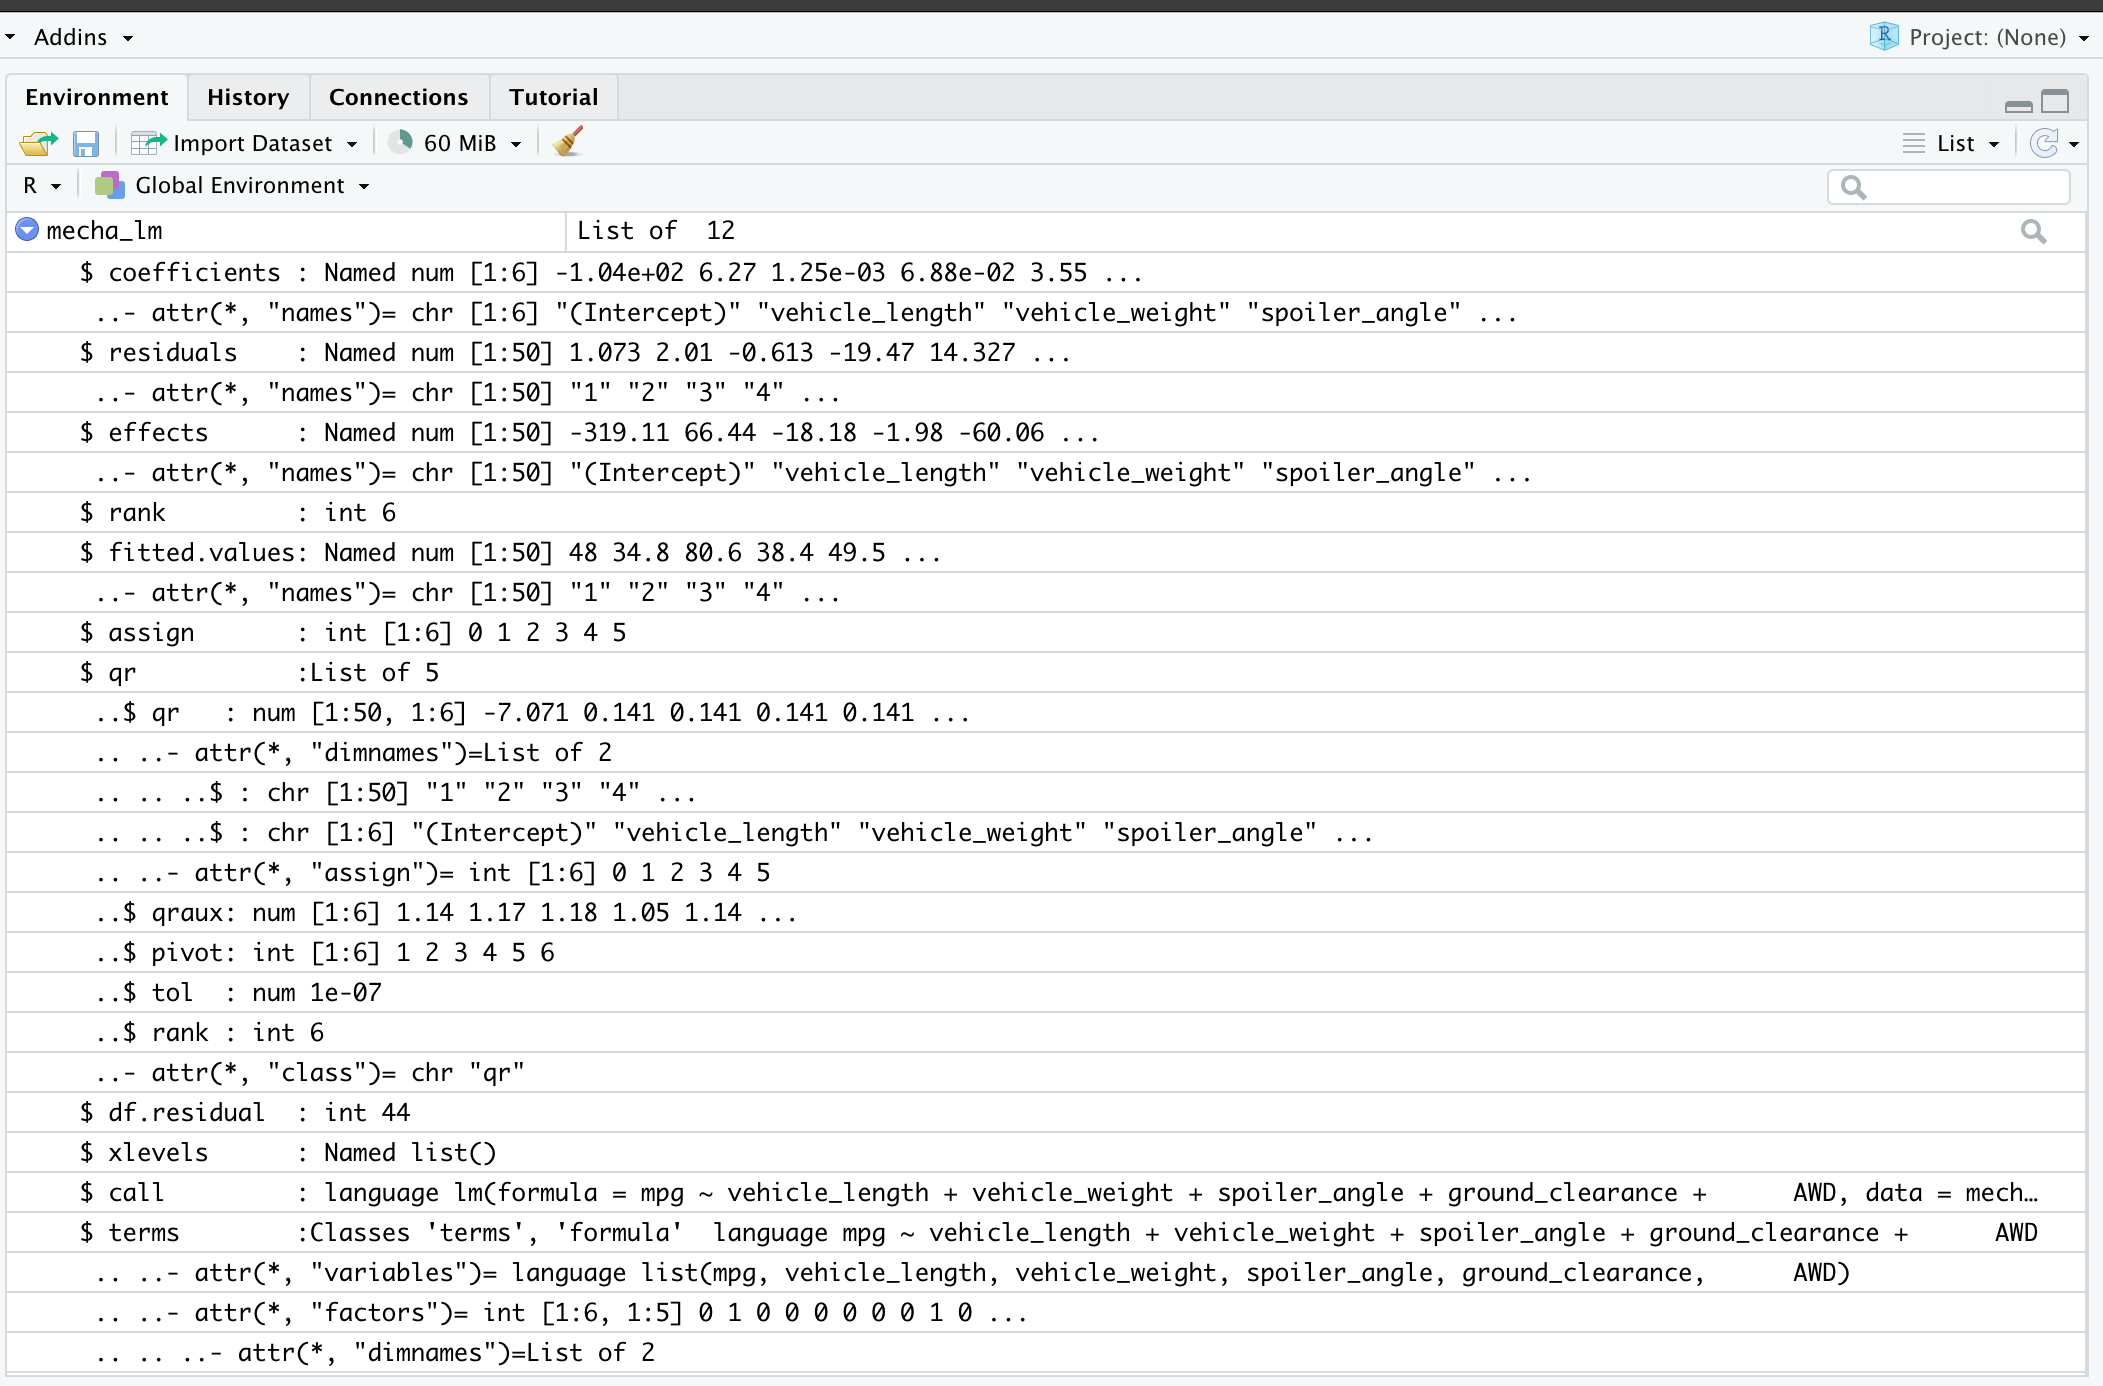 Addins
Project: (None)
Environment History Connections Tutorial
Import Dataset 60 MiB List
R Global Environment
mecha_lm List of  12
$ coefficients : Named num [1:6] -1.04e+02 6.27 1.25e-03 6.88e-02 3.55 ...
..- attr(*, "names")= chr [1:6] "(Intercept)" "vehicle_length" "vehicle_weight" "spoiler_angle" ...
$ residuals    : Named num [1:50] 1.073 2.01 -0.613 -19.47 14.327 ...
..- attr(*, "names")= chr [1:50] "1" "2" "3" "4" ...
$ effects      : Named num [1:50] -319.11 66.44 -18.18 -1.98 -60.06 ...
..- attr(*, "names")= chr [1:50] "(Intercept)" "vehicle_length" "vehicle_weight" "spoiler_angle" ...
$ rank         : int 6
$ fitted.values: Named num [1:50] 48 34.8 80.6 38.4 49.5 ...
..- attr(*, "names")= chr [1:50] "1" "2" "3" "4" ...
$ assign       : int [1:6] 0 1 2 3 4 5
$ qr           :List of 5
..$ qr   : num [1:50, 1:6] -7.071 0.141 0.141 0.141 0.141 ...
.. ..- attr(*, "dimnames")=List of 2
.. .. ..$ : chr [1:50] "1" "2" "3" "4" ...
.. .. ..$ : chr [1:6] "(Intercept)" "vehicle_length" "vehicle_weight" "spoiler_angle" ...
.. ..- attr(*, "assign")= int [1:6] 0 1 2 3 4 5
..$ qraux: num [1:6] 1.14 1.17 1.18 1.05 1.14 ...
..$ pivot: int [1:6] 1 2 3 4 5 6
..$ tol  : num 1e-07
..$ rank : int 6
..- attr(*, "class")= chr "qr"
$ df.residual  : int 44
$ xlevels      : Named list()
$ call         : language lm(formula = mpg ~ vehicle_length + vehicle_weight + spoiler_angle + ground_clearance +      AWD, data = mech…
$ terms        :Classes 'terms', 'formula'  language mpg ~ vehicle_length + vehicle_weight + spoiler_angle + ground_clearance +      AWD
.. ..- attr(*, "variables")= language list(mpg, vehicle_length, vehicle_weight, spoiler_angle, ground_clearance,      AWD)
.. ..- attr(*, "factors")= int [1:6, 1:5] 0 1 0 0 0 0 0 0 1 0 ...
.. .. ..- attr(*, "dimnames")=List of 2